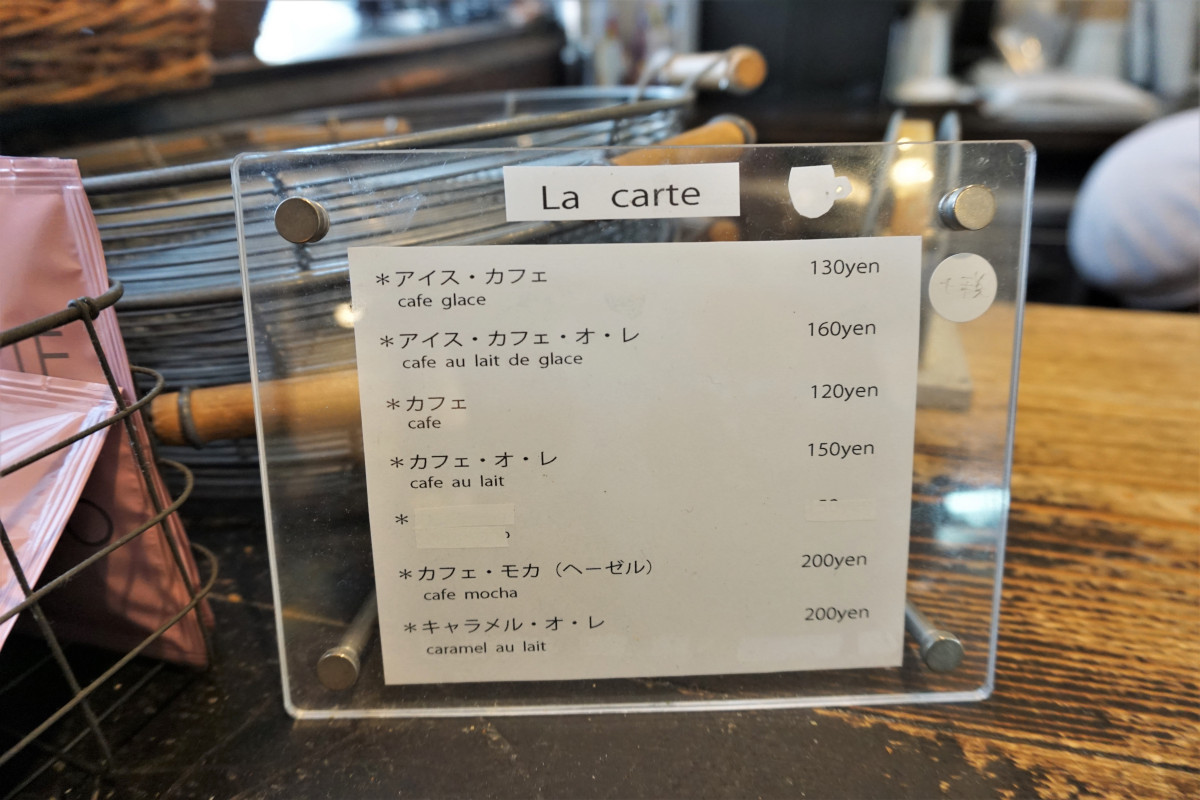 La carte
＊アイス・カフェ 130yen
cafe glace
＊アイス・カフェ・オ・レ 160yen
cafe au lait de glace
＊カフェ 120yen
cafe
＊カフェ・オ・レ 150yen
cafe au lait
＊
＊カフェ・モカ（ヘーゼル） 200yen
cafe mocha
＊キャラメル・オ・レ 200yen
caramel au lait